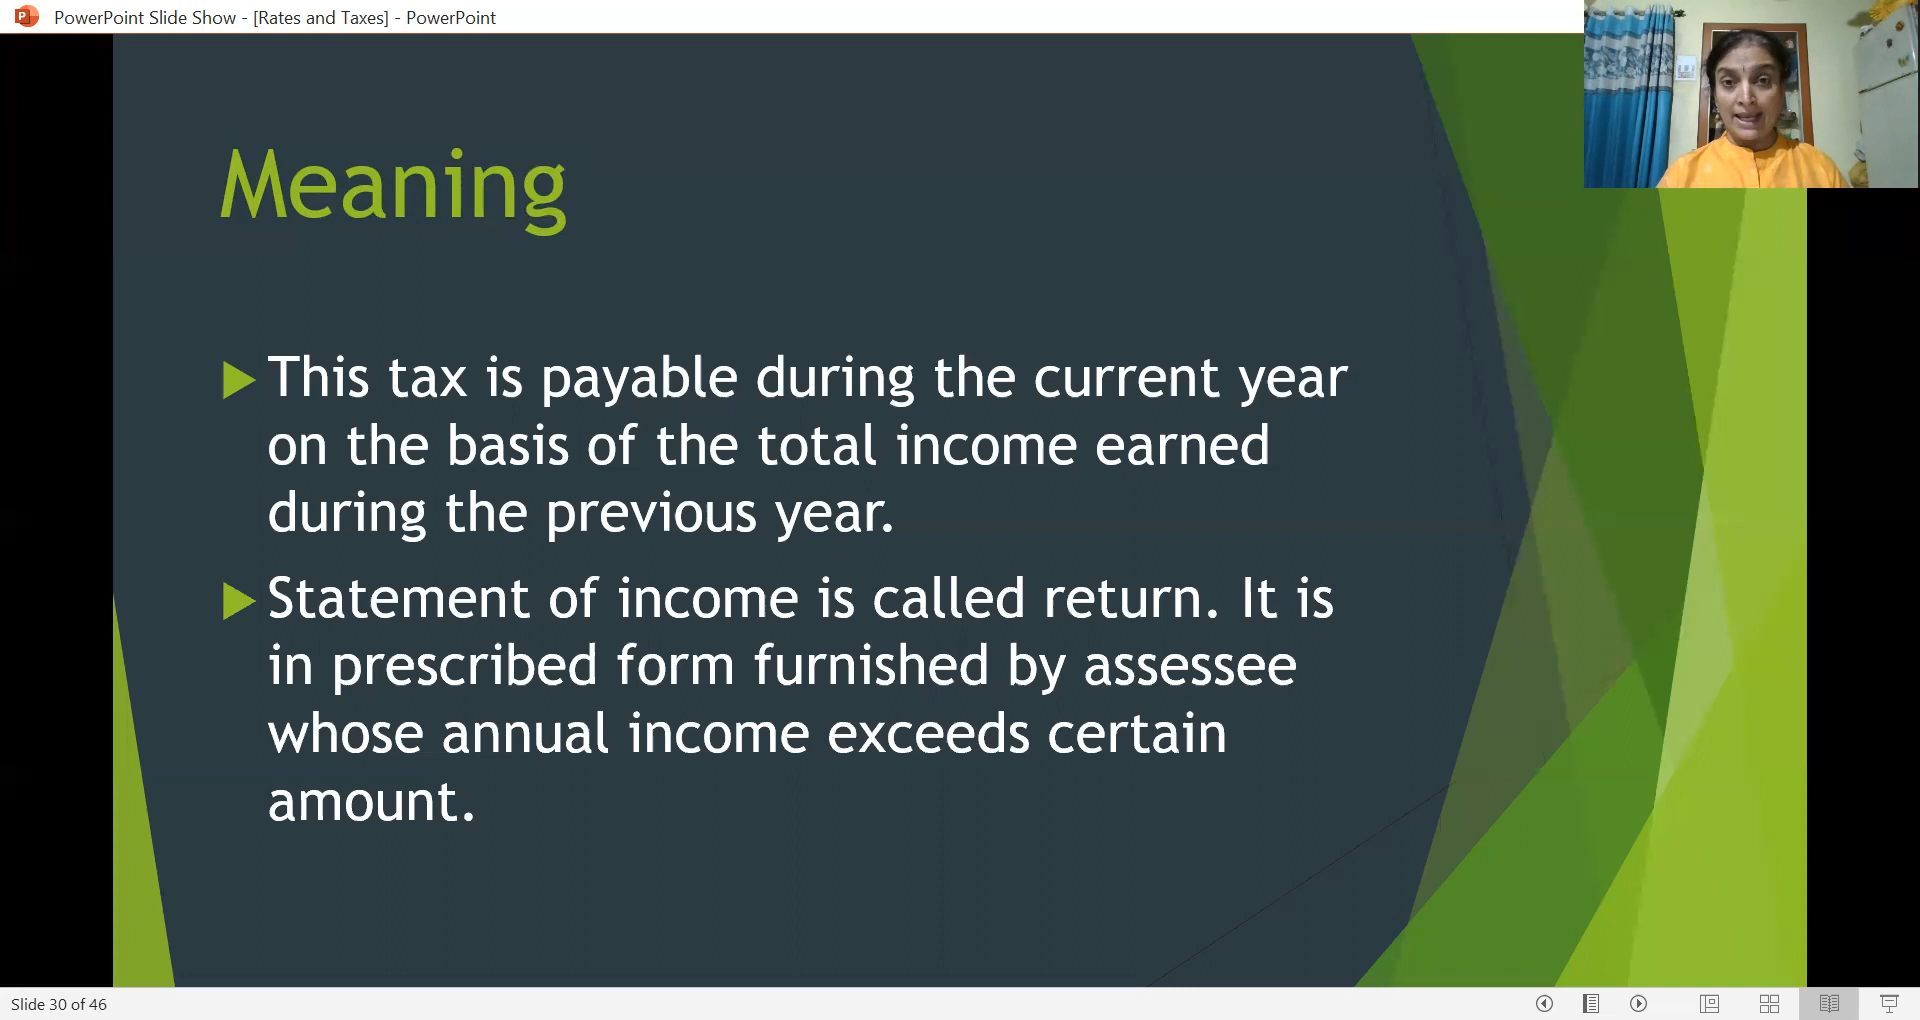 PowerPoint Slide Show - [Rates and Taxes] - PowerPoint
Meaning
This tax is payable during the current year
on the basis of the total income earned
during the previous year.
Statement of income is called return. It is
in prescribed form furnished by assessee
whose annual income exceeds certain
amount.
Slide 30 of 46